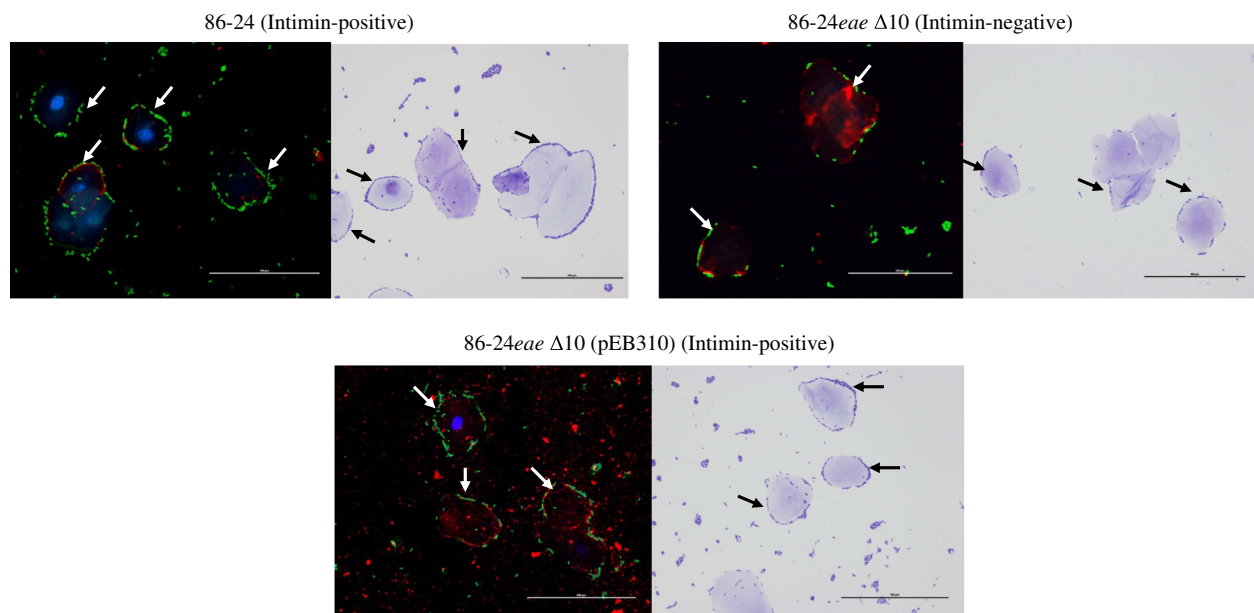 86-24 (Intimin-positive)
86-24eae Δ10 (Intimin-negative)
86-24eae Δ10 (pEB310) (Intimin-positive)